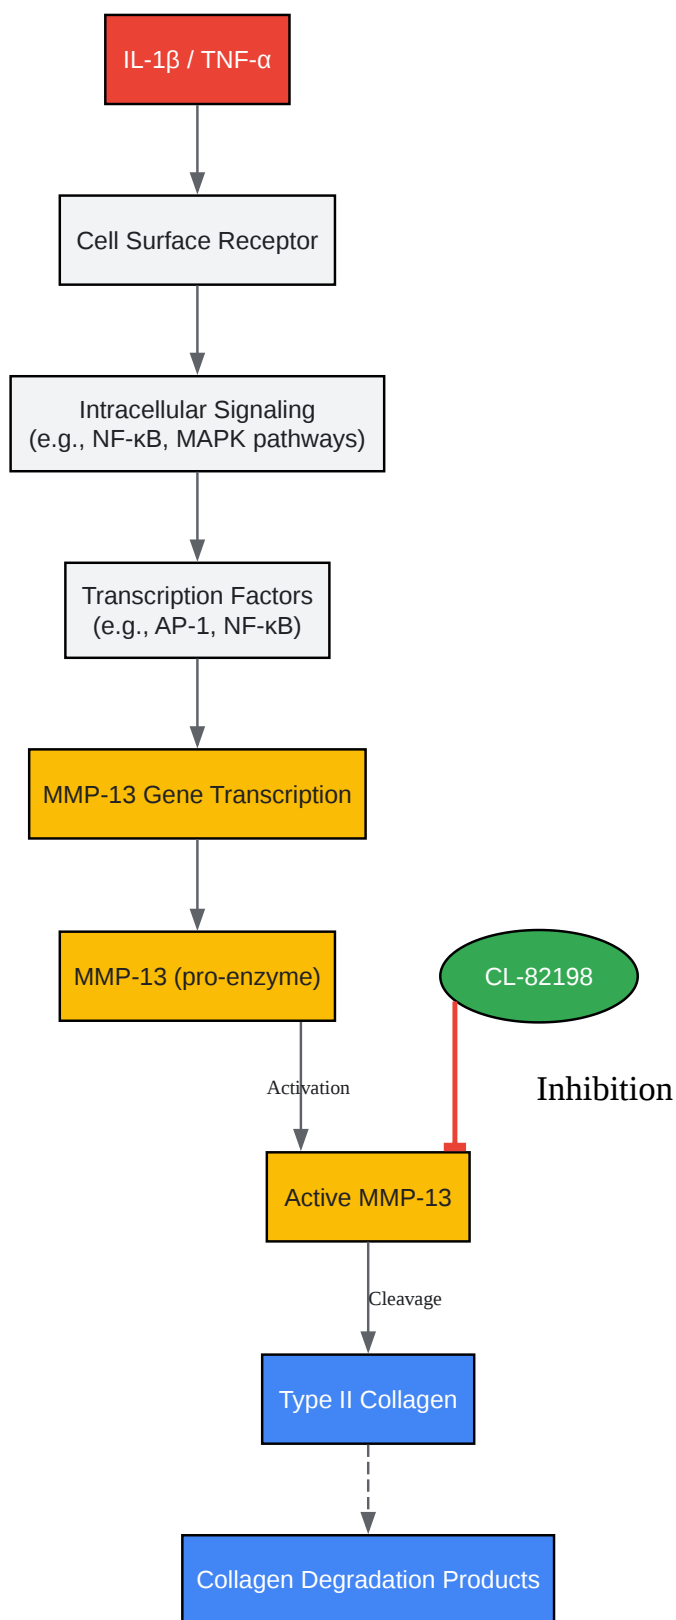 IL-1β / TNF-α
Cell Surface Receptor
Intracellular Signaling
(e.g., NF-κB, MAPK pathways)
Transcription Factors
(e.g., AP-1, NF-κB)
MMP-13 Gene Transcription
MMP-13 (pro-enzyme)
CL-82198
Activation
Inhibition
Active MMP-13
Cleavage
Type II Collagen
Collagen Degradation Products